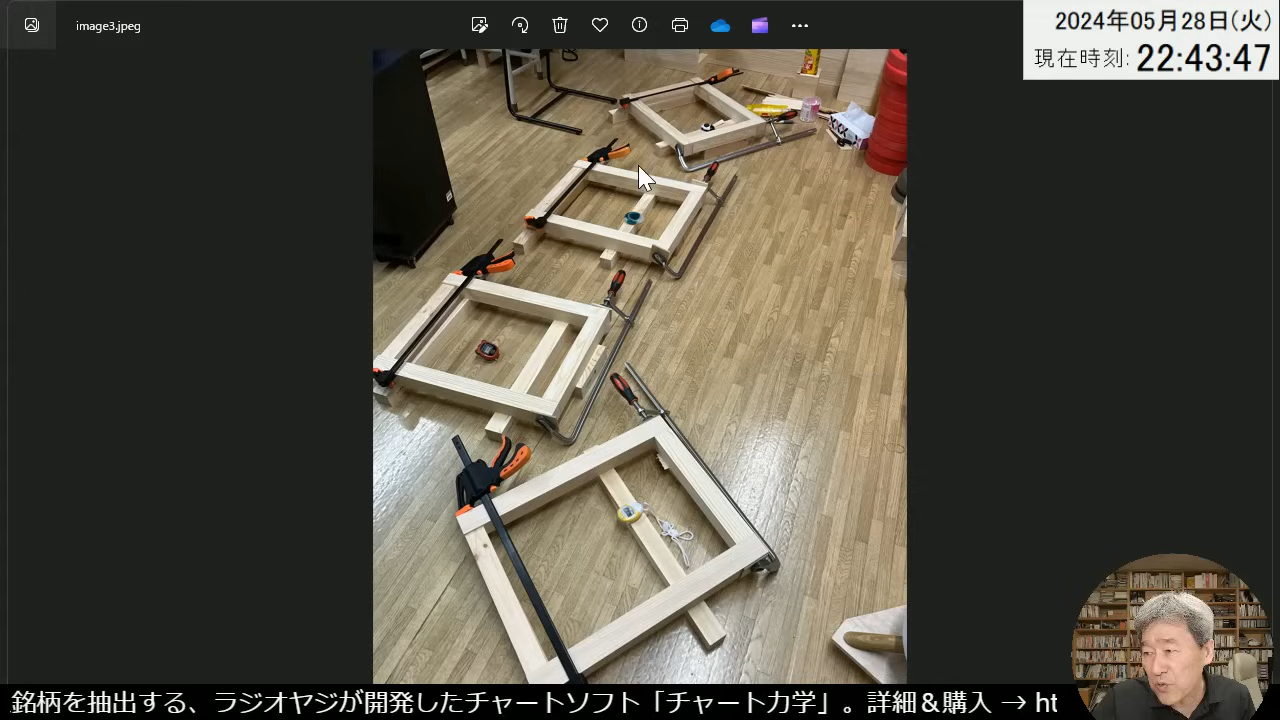 image3.jpeg
2024年05月28日(火)
現在時刻: 22:43:47
銘柄を抽出する、ラジオヤジが開発したチャートソフト「チャート力学」。詳細＆購入 → ht